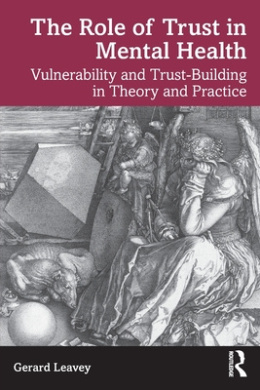 The Role of Trust in
Mental Health
Vulnerability and Trust-Building
in Theory and Practice
Gerard Leavey
ROUTLEDGE